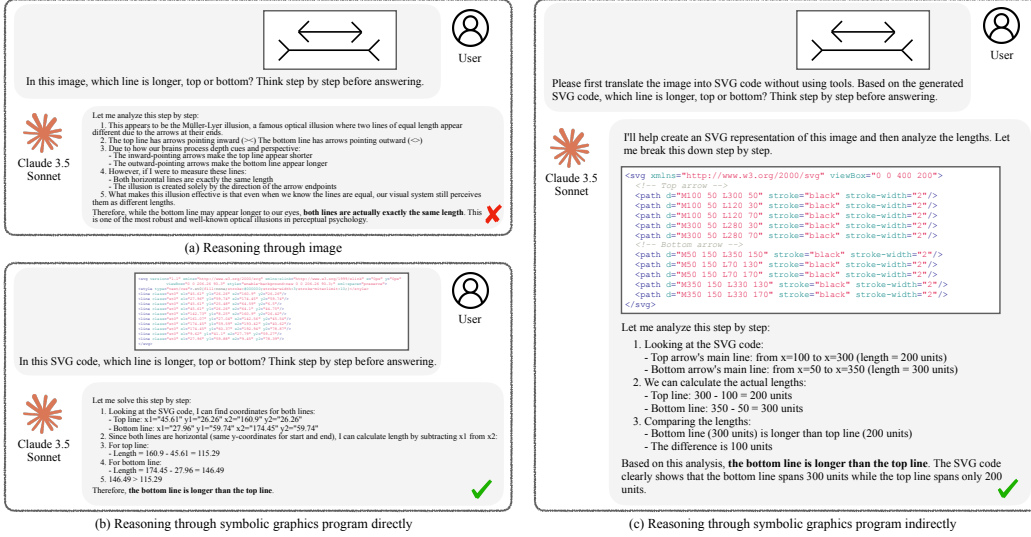 User
In this image, which line is longer, top or bottom? Think step by step before answering.
Claude 3.5
Sonnet
Let me analyze this step by step:
1. This appears to be the Müller-Lyer illusion, a famous optical illusion where two lines of equal length appear
different due to the arrows at their ends.
2. The top line has arrows pointing inward (><) The bottom line has arrows pointing outward (<>)
3. Due to how our brains process depth cues and perspective:
- The inward-pointing arrows make the top line appear shorter
- The outward-pointing arrows make the bottom line appear longer
4. However, if I were to measure these lines:
- Both horizontal lines are exactly the same length
- The illusion is created solely by the direction of the arrow endpoints
5. What makes this illusion effective is that even when we know the lines are equal, our visual system still perceives
them as different lengths.
Therefore, while the bottom line may appear longer to our eyes, both lines are actually exactly the same length. This
is one of the most robust and well-known optical illusions in perceptual psychology.
(a) Reasoning through image
User
In this SVG code, which line is longer, top or bottom? Think step by step before answering.
Claude 3.5
Sonnet
Let me solve this step by step:
1. Looking at the SVG code, I can find coordinates for both lines:
- Top line: x1="45.61" y1="26.26" x2="160.9" y2="26.26"
- Bottom line: x1="27.96" y1="59.74" x2="174.45" y2="59.74"
2. Since both lines are horizontal (same y-coordinates for start and end), I can calculate length by subtracting x1 from x2:
3. For top line:
- Length = 160.9 - 45.61 = 115.29
4. For bottom line:
- Length = 174.45 - 27.96 = 146.49
5. 146.49 > 115.29
Therefore, the bottom line is longer than the top line.
(b) Reasoning through symbolic graphics program directly
User
Please first translate the image into SVG code without using tools. Based on the generated
SVG code, which line is longer, top or bottom? Think step by step before answering.
Claude 3.5
Sonnet
I'll help create an SVG representation of this image and then analyze the lengths. Let
me break this down step by step.
<svg xmlns="http://www.w3.org/2000/svg" viewBox="0 0 400 200">
<!-- Top arrow -->
<path d="M100 50 L300 50" stroke="black" stroke-width="2"/>
<path d="M100 50 L120 30" stroke="black" stroke-width="2"/>
<path d="M100 50 L120 70" stroke="black" stroke-width="2"/>
<path d="M300 50 L280 30" stroke="black" stroke-width="2"/>
<path d="M300 50 L280 70" stroke="black" stroke-width="2"/>
<!-- Bottom arrow -->
<path d="M50 150 L350 150" stroke="black" stroke-width="2"/>
<path d="M50 150 L70 130" stroke="black" stroke-width="2"/>
<path d="M50 150 L70 170" stroke="black" stroke-width="2"/>
<path d="M350 150 L330 130" stroke="black" stroke-width="2"/>
<path d="M350 150 L330 170" stroke="black" stroke-width="2"/>
</svg>
Let me analyze this step by step:
1. Looking at the SVG code:
- Top arrow's main line: from x=100 to x=300 (length = 200 units)
- Bottom arrow's main line: from x=50 to x=350 (length = 300 units)
2. We can calculate the actual lengths:
- Top line: 300 - 100 = 200 units
- Bottom line: 350 - 50 = 300 units
3. Comparing the lengths:
- Bottom line (300 units) is longer than top line (200 units)
- The difference is 100 units
Based on this analysis, the bottom line is longer than the top line. The SVG code
clearly shows that the bottom line spans 300 units while the top line spans only 200
units.
(c) Reasoning through symbolic graphics program indirectly